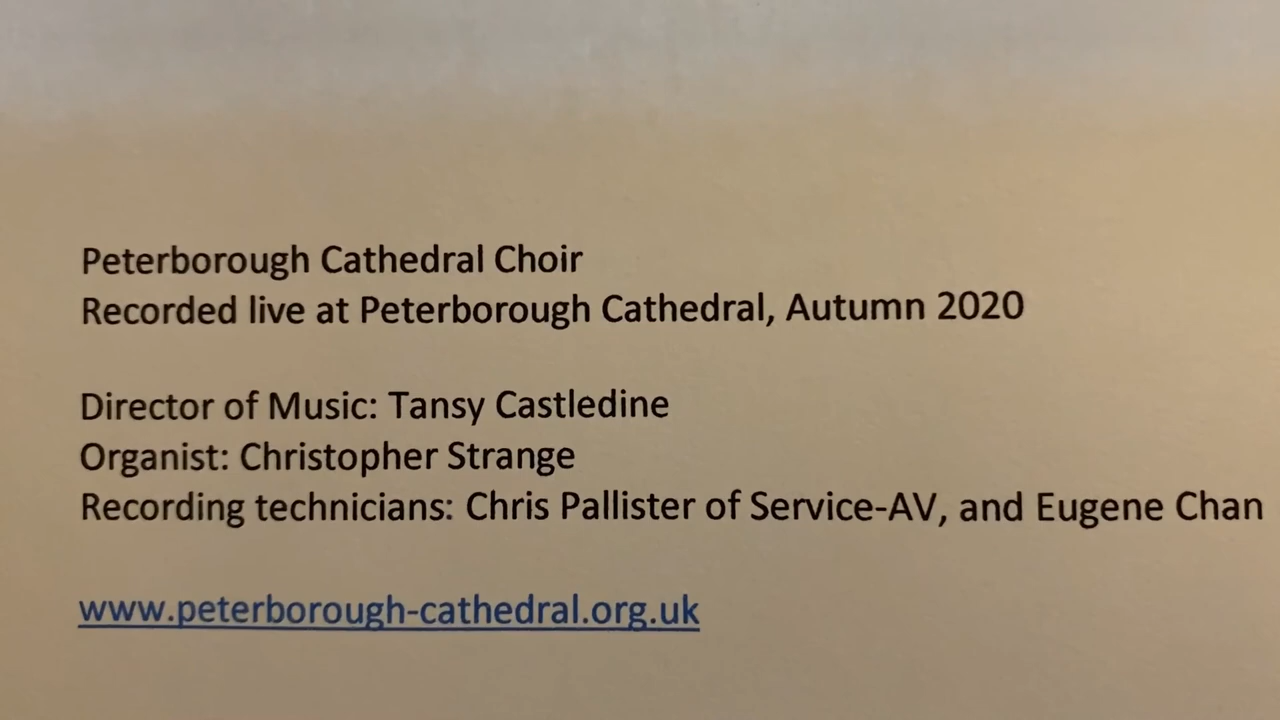 Peterborough Cathedral Choir
Recorded live at Peterborough Cathedral, Autumn 2020
Director of Music: Tansy Castledine
Organist: Christopher Strange
Recording technicians: Chris Pallister of Service-AV, and Eugene Chan
www.peterborough-cathedral.org.uk